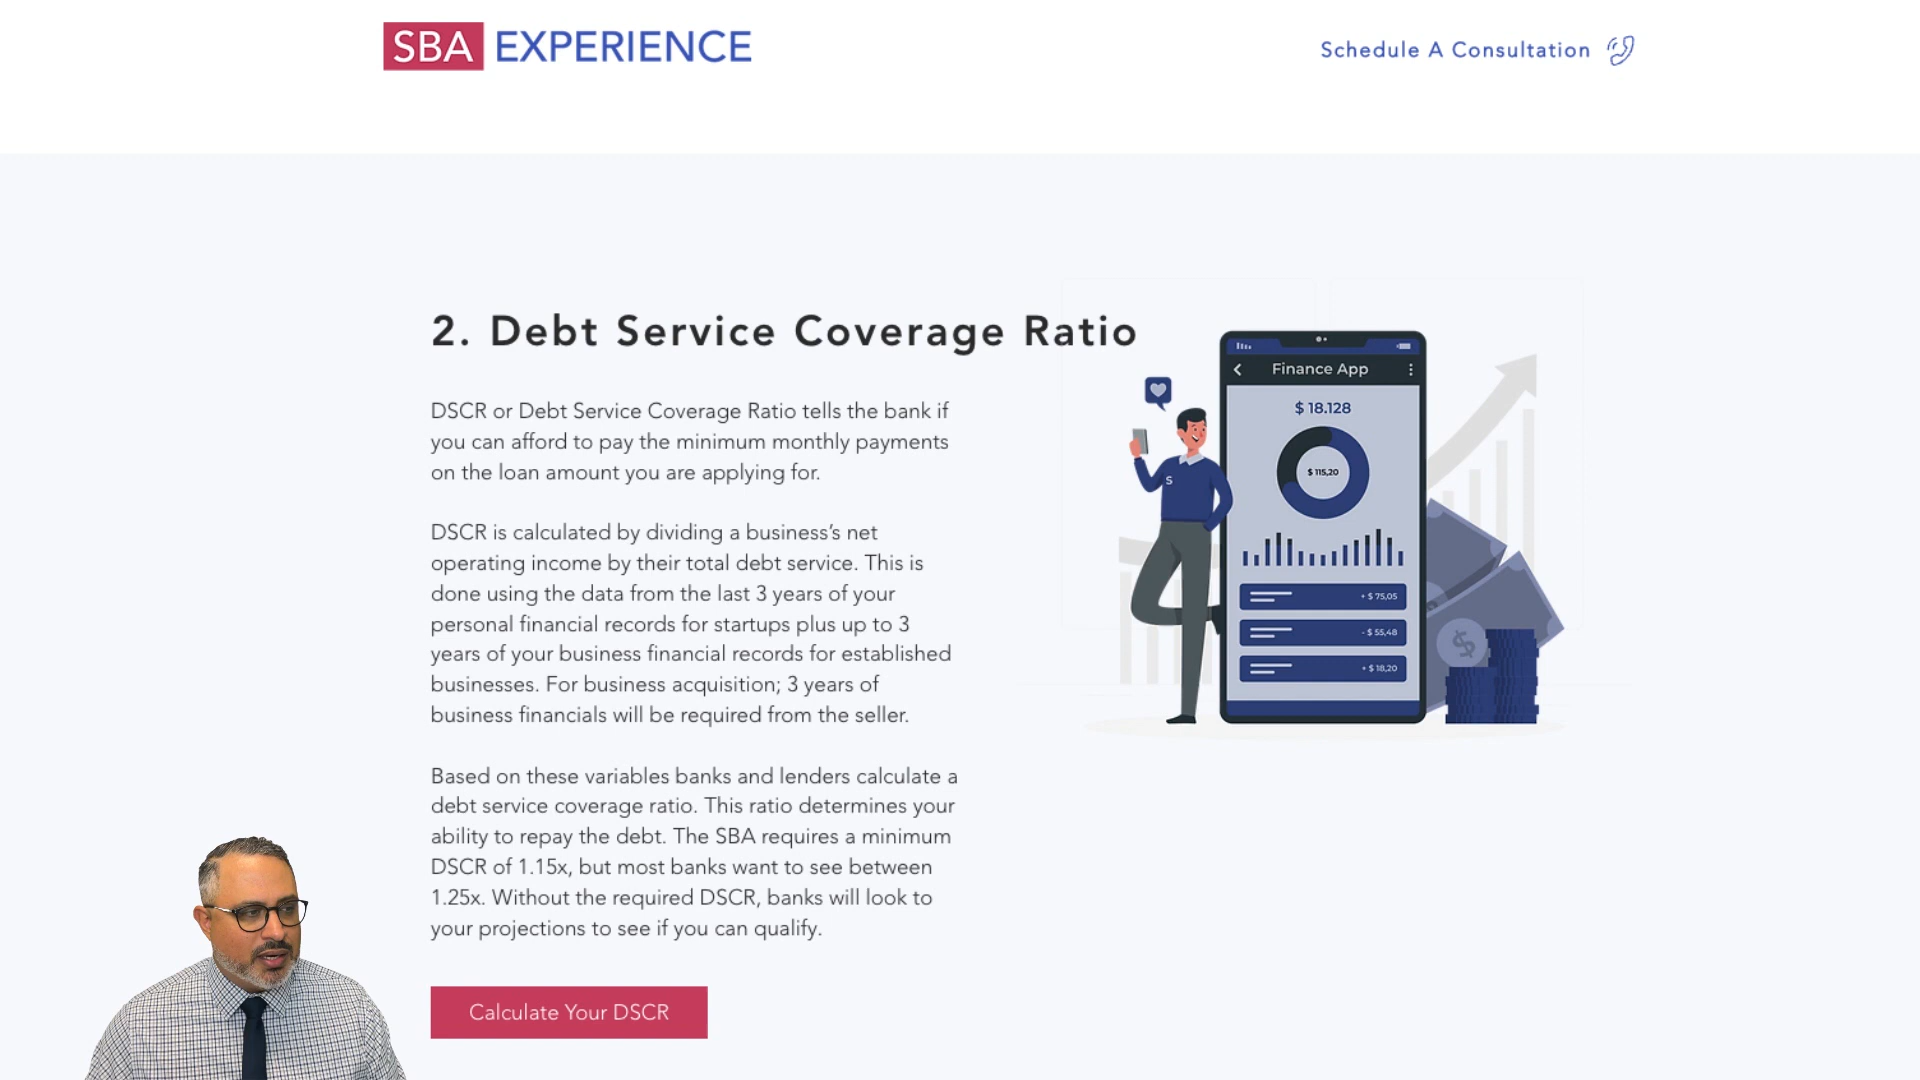 SBA EXPERIENCE
Schedule A Consultation
2. Debt Service Coverage Ratio
DSCR or Debt Service Coverage Ratio tells the bank if
you can afford to pay the minimum monthly payments
on the loan amount you are applying for.
DSCR is calculated by dividing a business’s net
operating income by their total debt service. This is
done using the data from the last 3 years of your
personal financial records for startups plus up to 3
years of your business financial records for established
businesses. For business acquisition; 3 years of
business financials will be required from the seller.
Based on these variables banks and lenders calculate a
debt service coverage ratio. This ratio determines your
ability to repay the debt. The SBA requires a minimum
DSCR of 1.15x, but most banks want to see between
1.25x. Without the required DSCR, banks will look to
your projections to see if you can qualify.
Calculate Your DSCR
Finance App
$ 18.128
$ 115,20
+ $ 75,05
- $ 55,48
+ $ 18,20
S
$